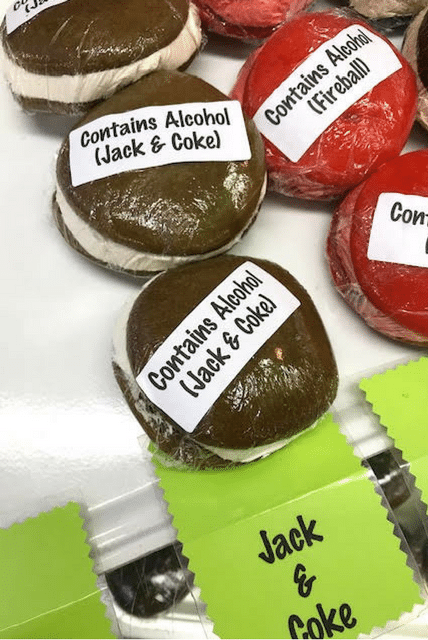 Contains Alcohol
(Jack & Coke)
Contains Alcohol
(Fireball)
Contains Alcohol
(Jack & Coke)
Jack
&
Coke